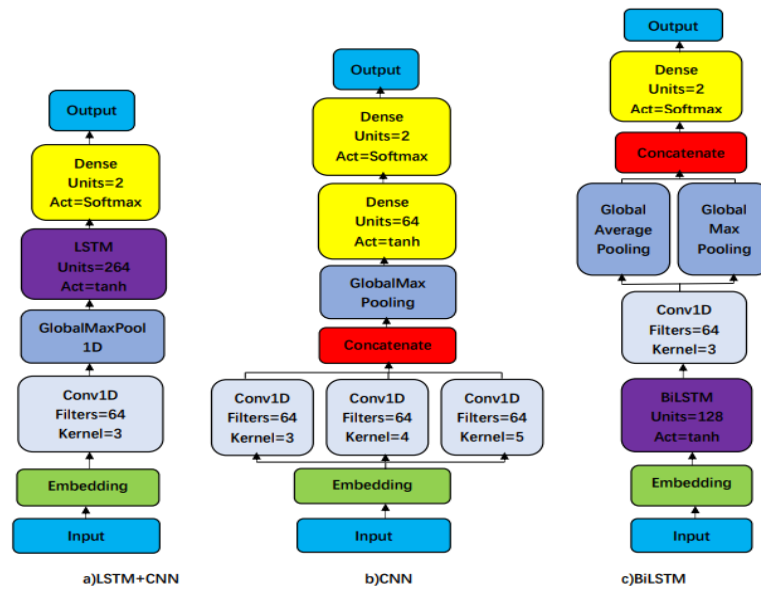 Output
Dense
Units=2
Act=Softmax
LSTM
Units=264
Act=tanh
GlobalMaxPool
1D
Conv1D
Filters=64
Kernel=3
Embedding
Input
a)LSTM+CNN
Output
Dense
Units=2
Act=Softmax
Dense
Units=64
Act=tanh
GlobalMax
Pooling
Concatenate
Conv1D
Filters=64
Kernel=3
Conv1D
Filters=64
Kernel=4
Conv1D
Filters=64
Kernel=5
Embedding
Input
b)CNN
Output
Dense
Units=2
Act=Softmax
Concatenate
Global
Average
Pooling
Global
Max
Pooling
Conv1D
Filters=64
Kernel=3
BiLSTM
Units=128
Act=tanh
Embedding
Input
c)BiLSTM